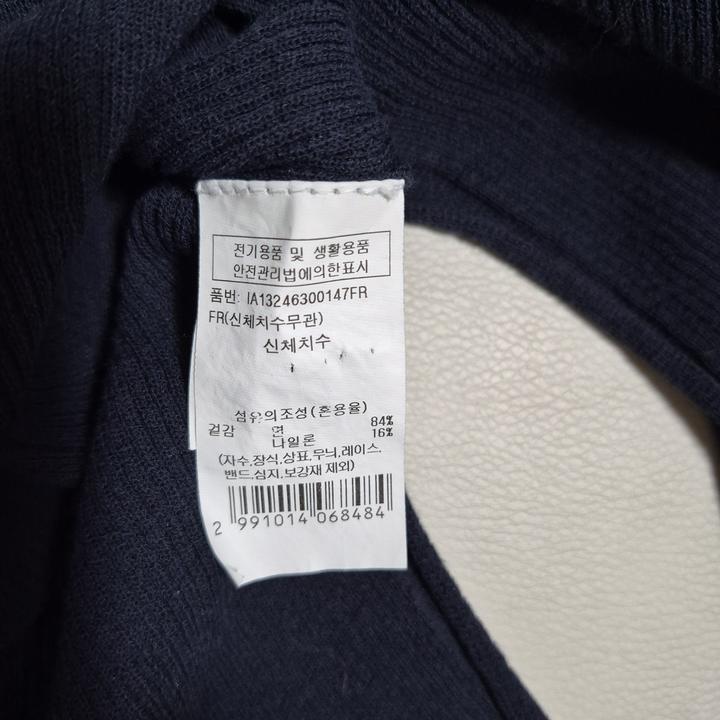 전기용품 및 생활용품
안전관리법에의한표시
품번: IA13246300147FR
FR(신체치수무관)
신체치수
섬유의조성(혼용율)
겉감 면 84%
나일론 16%
(자수,장식,상표,무늬,레이스,
밴드,심지,보강재 제외)
2 991014 068484